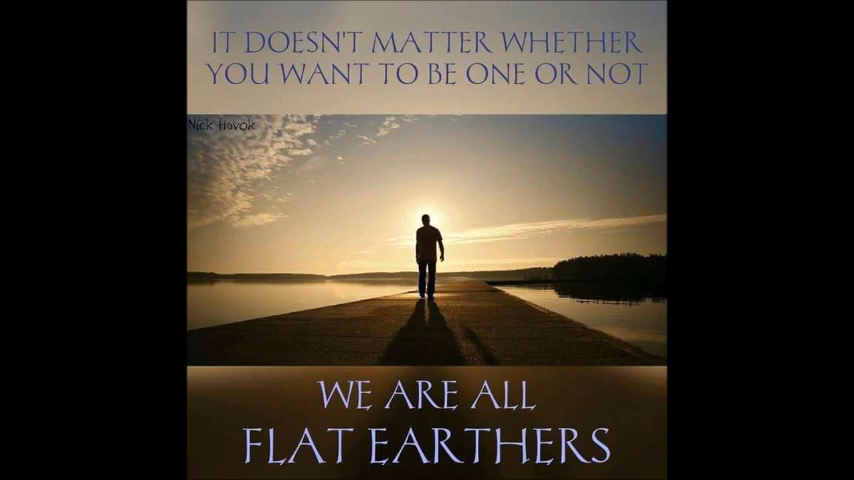 IT DOESN'T MATTER WHETHER
YOU WANT TO BE ONE OR NOT
Nick Havok
WE ARE ALL
FLAT EARTHERS